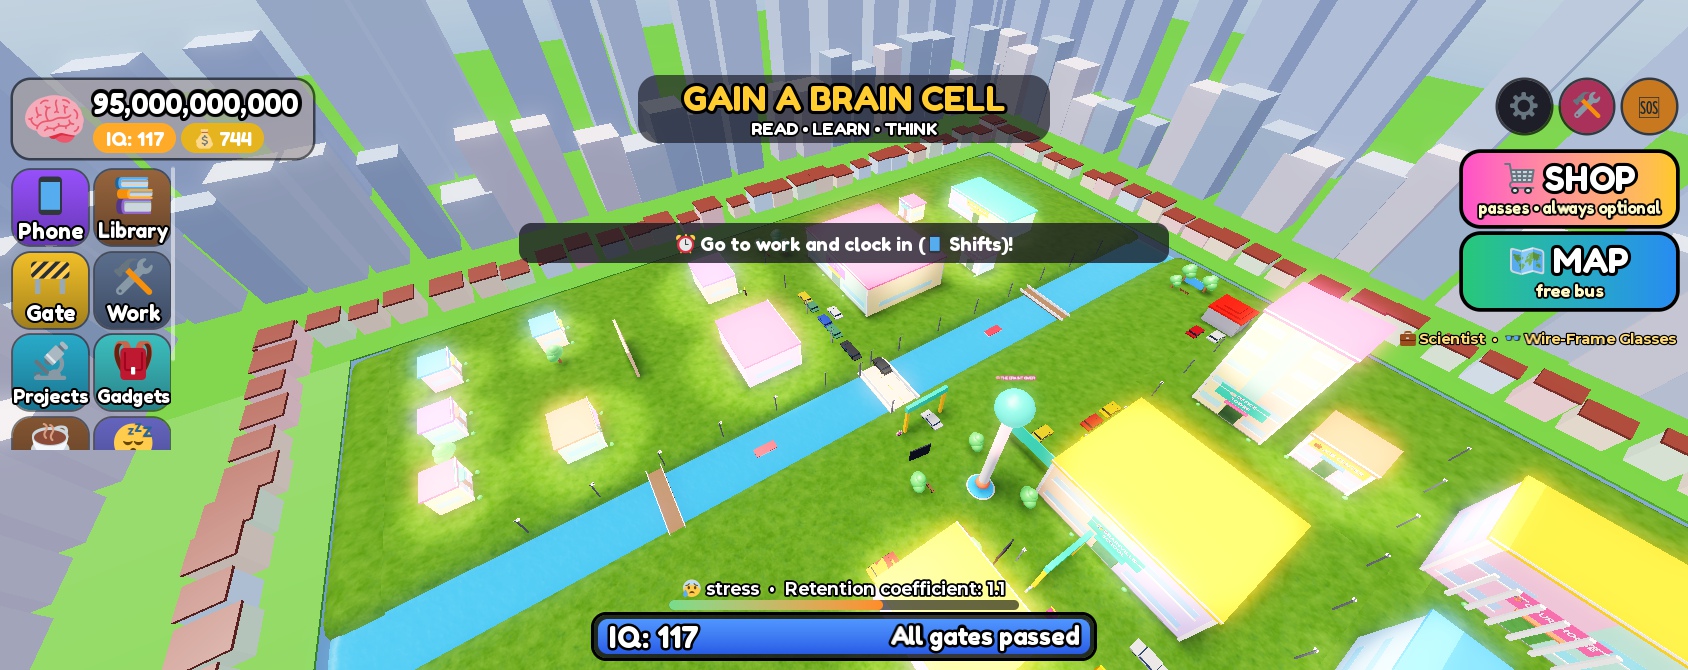 95,000,000,000
IQ: 117
744
Phone
Library
Gate
Work
Projects
Gadgets
GAIN A BRAIN CELL
READ • LEARN • THINK
⏰ Go to work and clock in (📱 Shifts)!
SOS
SHOP
passes • always optional
MAP
free bus
Scientist • 👓 Wire-Frame Glasses
😰 stress • Retention coefficient: 1.1
IQ: 117
All gates passed